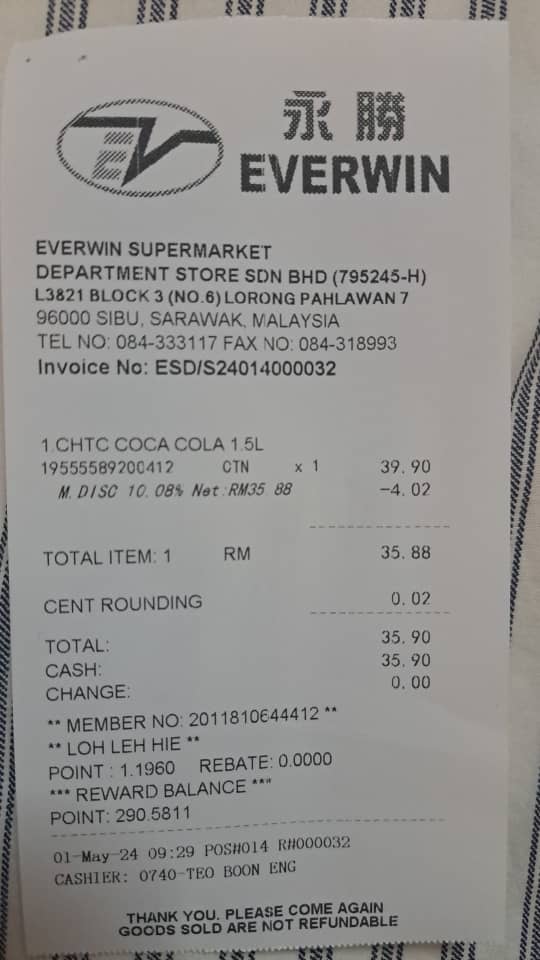 永勝
EV
EVERWIN
EVERWIN SUPERMARKET
DEPARTMENT STORE SDN BHD (795245-H)
L3821 BLOCK 3 (NO.6) LORONG PAHLAWAN 7
96000 SIBU, SARAWAK, MALAYSIA
TEL NO: 084-333117 FAX NO: 084-318993
Invoice No: ESD/S24014000032
1.CHTC COCA COLA 1.5L
19555589200412 CTN x 1 39.90
M.DISC 10.08% Net:RM35.88 -4.02
TOTAL ITEM: 1 RM 35.88
CENT ROUNDING 0.02
TOTAL: 35.90
CASH: 35.90
CHANGE: 0.00
** MEMBER NO: 2011810644412 **
** LOH LEH HIE **
POINT : 1.1960 REBATE: 0.0000
*** REWARD BALANCE ***
POINT: 290.5811
01-May-24 09:29 POS#014 R#000032
CASHIER: 0740-TEO BOON ENG
THANK YOU. PLEASE COME AGAIN
GOODS SOLD ARE NOT REFUNDABLE